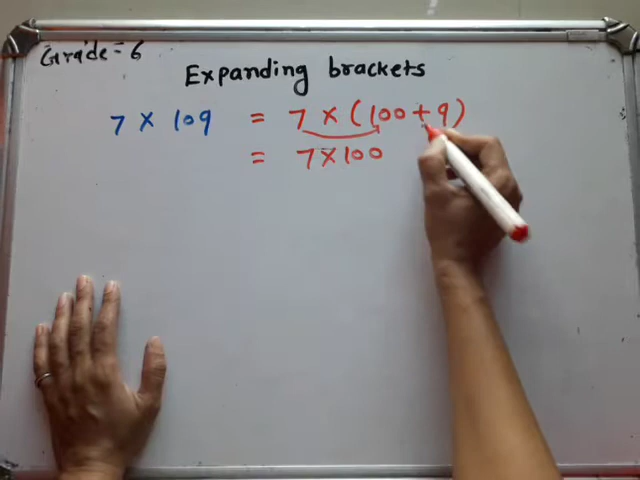 Grade = 6
Expanding brackets
7 × 109 = 7 × (100 + 9)
= 7 × 100